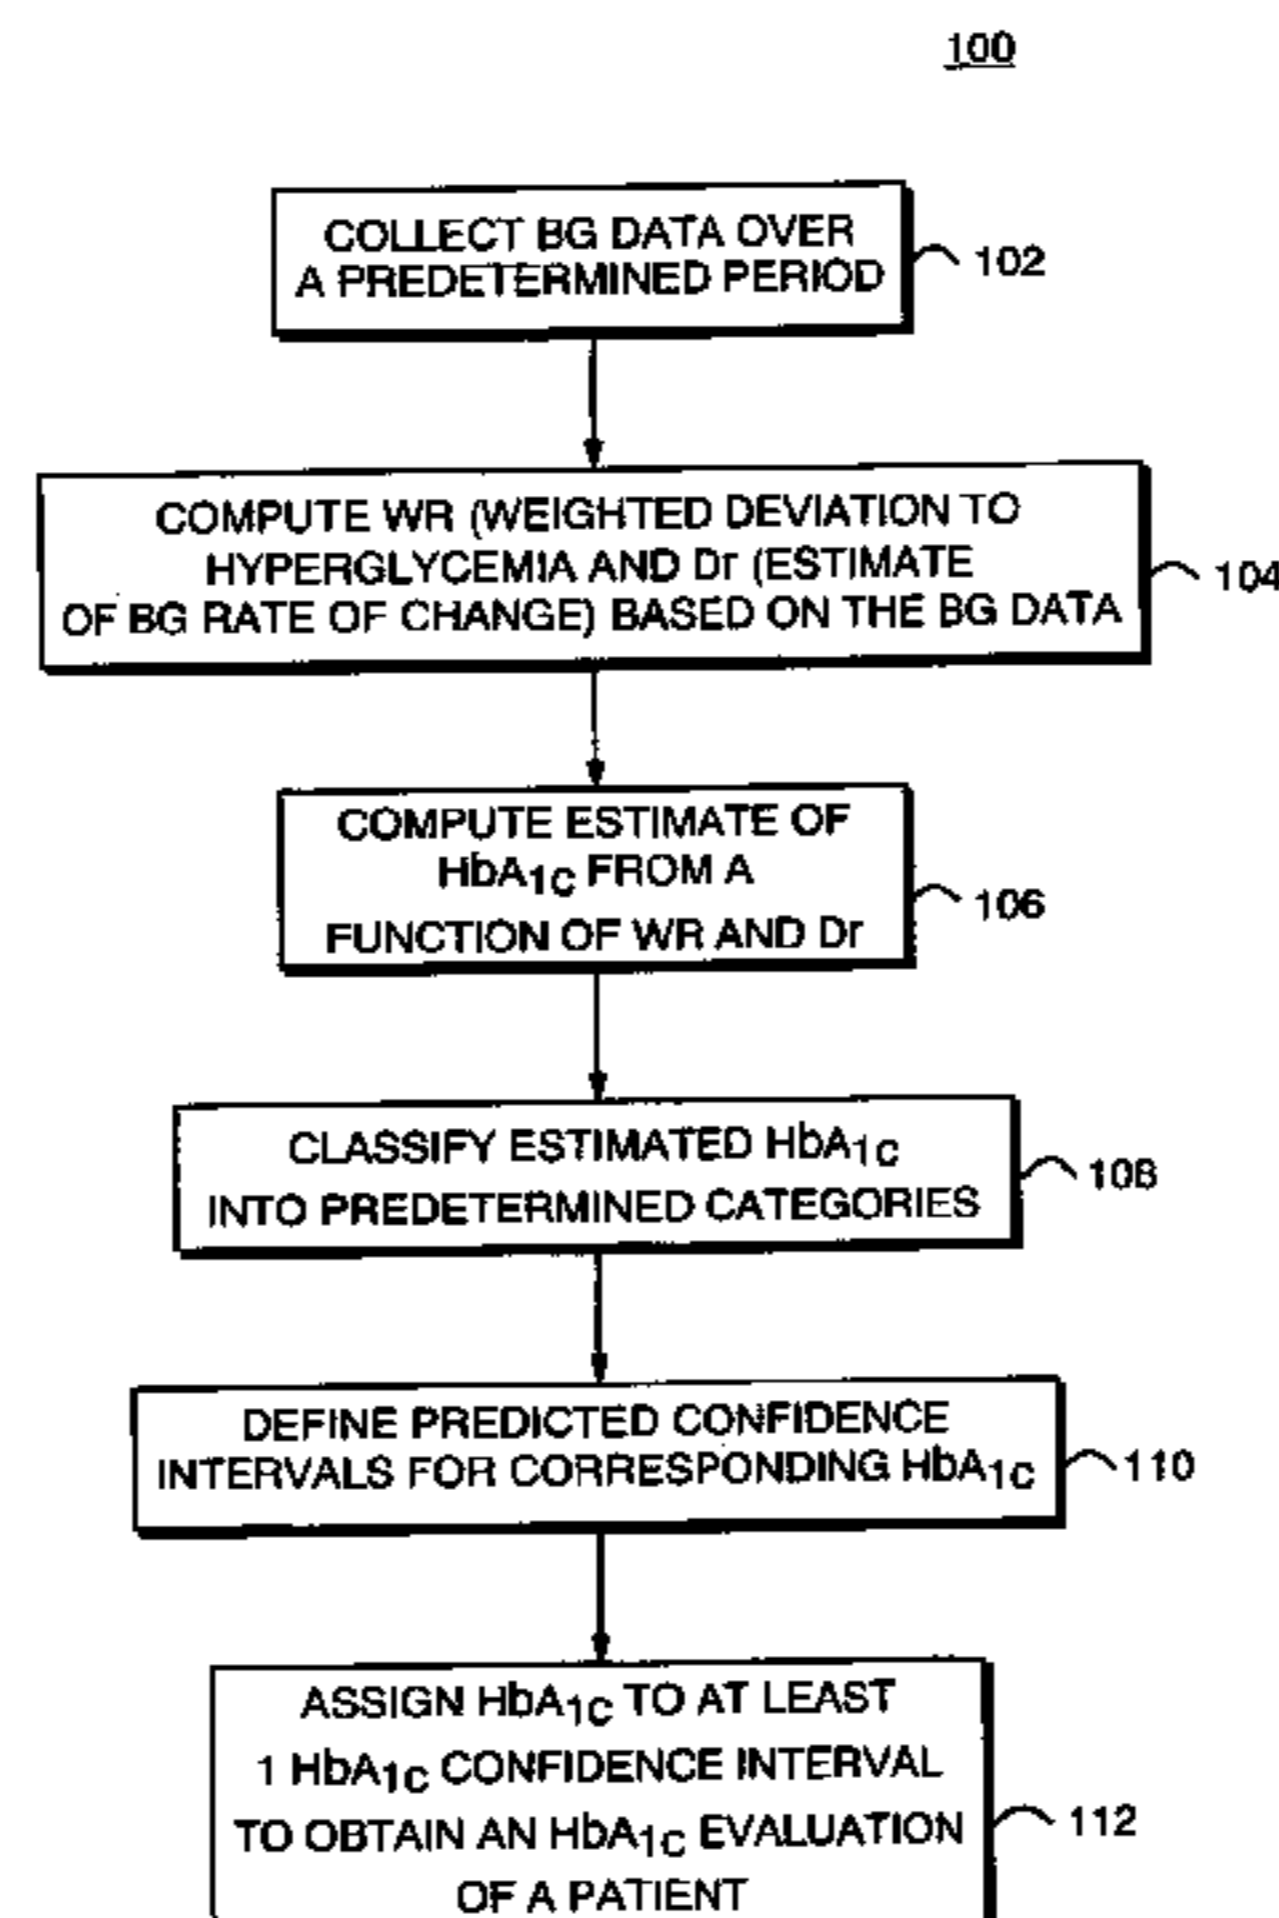 100
COLLECT BG DATA OVER
A PREDETERMINED PERIOD
102
COMPUTE WR (WEIGHTED DEVIATION TO
HYPERGLYCEMIA AND Dr (ESTIMATE
OF BG RATE OF CHANGE) BASED ON THE BG DATA
104
COMPUTE ESTIMATE OF
HbA1C FROM A
FUNCTION OF WR AND Dr
106
CLASSIFY ESTIMATED HbA1C
INTO PREDETERMINED CATEGORIES
108
DEFINE PREDICTED CONFIDENCE
INTERVALS FOR CORRESPONDING HbA1C
110
ASSIGN HbA1C TO AT LEAST
1 HbA1C CONFIDENCE INTERVAL
TO OBTAIN AN HbA1C EVALUATION
OF A PATIENT
112